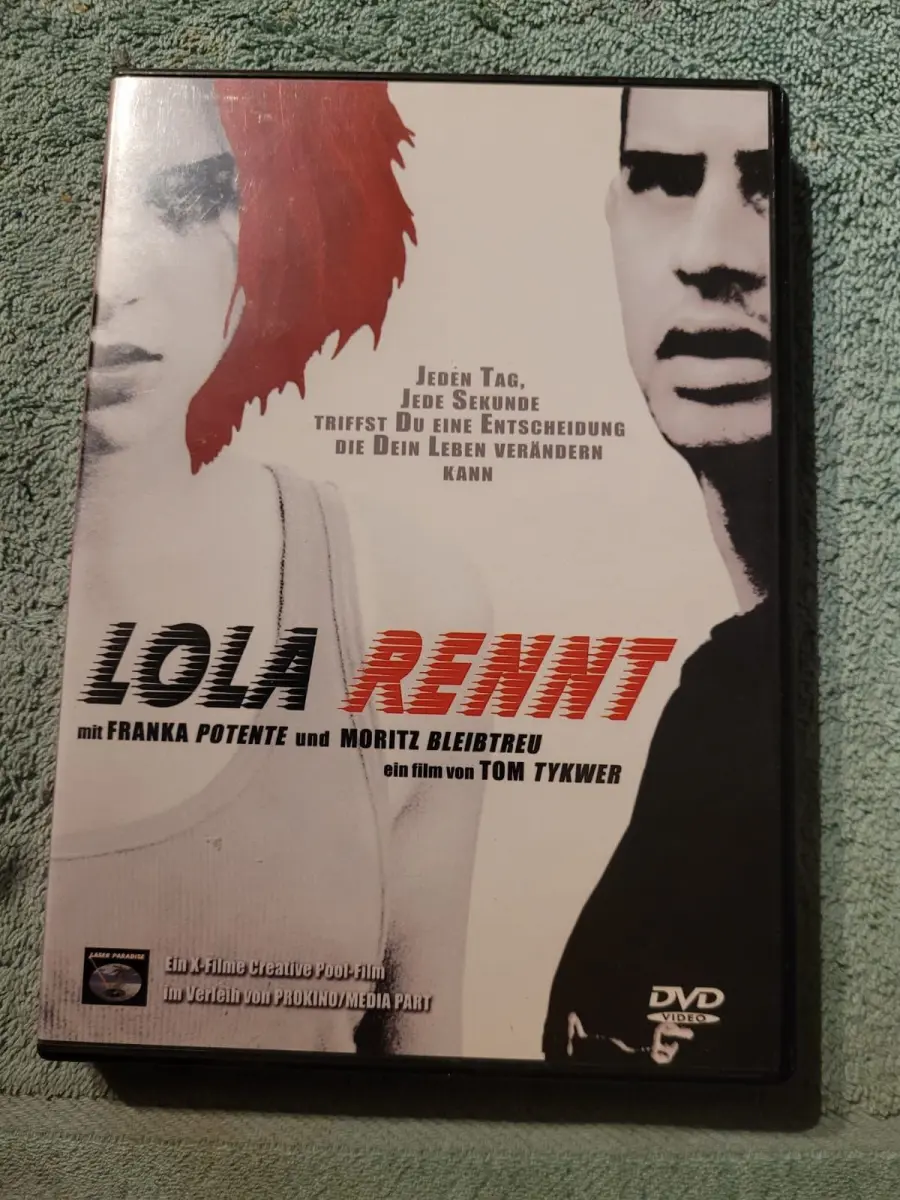 JEDEN TAG,
JEDE SEKUNDE
TRIFFST DU EINE ENTSCHEIDUNG
DIE DEIN LEBEN VERÄNDERN
KANN
LOLA RENNT
mit FRANKA POTENTE und MORITZ BLEIBTREU
ein film von TOM TYKWER
LASER PARADISE
Ein X-Filme Creative Pool-Film
im Verleih von PROKINO/MEDIA PART
DVD
VIDEO